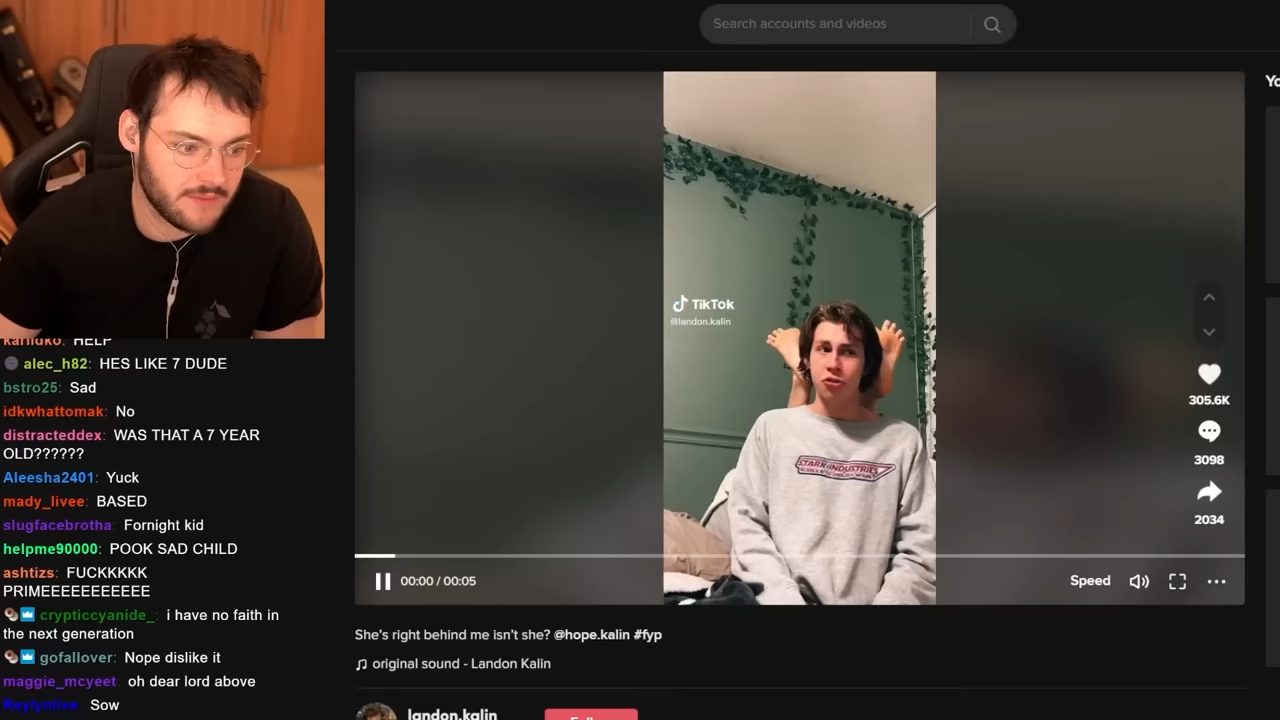 Search accounts and videos
Yo
TikTok
@landon.kalin
STARK INDUSTRIES
305.6K
3098
2034
00:00 / 00:05
Speed
She's right behind me isn't she? @hope.kalin #fyp
original sound - Landon Kalin
landon.kalin
HELP
alec_h82: HES LIKE 7 DUDE
bstro25: Sad
idkwhattomak: No
distracteddex: WAS THAT A 7 YEAR
OLD??????
Aleesha2401: Yuck
mady_livee: BASED
slugfacebrotha: Fornight kid
helpme90000: POOK SAD CHILD
ashtizs: FUCKKKKK
PRIMEEEEEEEEEEE
crypticcyanide_: i have no faith in
the next generation
gofallover: Nope dislike it
maggie_mcyeet: oh dear lord above
Sow